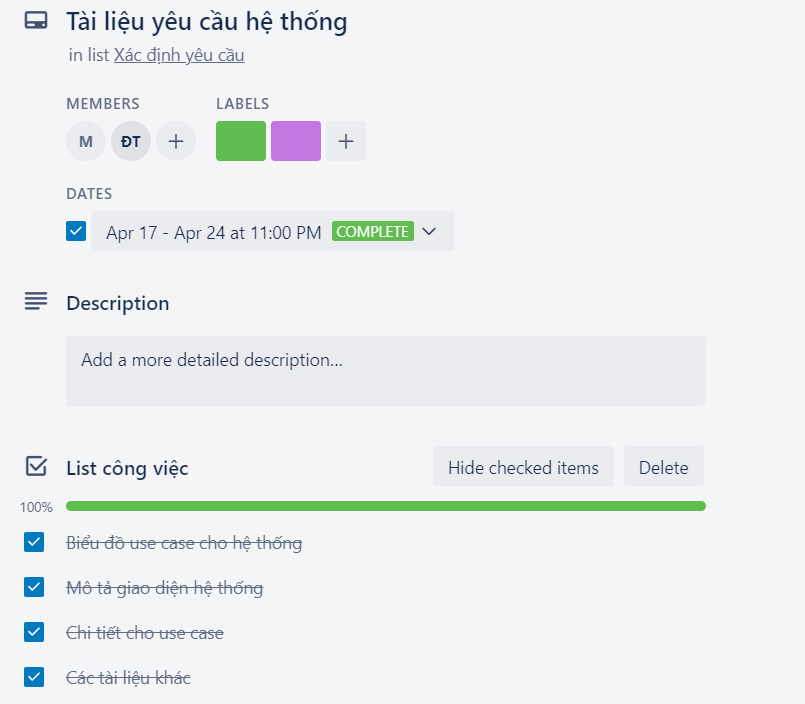 Tài liệu yêu cầu hệ thống
in list Xác định yêu cầu
MEMBERS LABELS
M ĐT
DATES
Apr 17 - Apr 24 at 11:00 PM COMPLETE
Description
Add a more detailed description...
List công việc Hide checked items Delete
100%
Biểu đồ use case cho hệ thống
Mô tả giao diện hệ thống
Chi tiết cho use case
Các tài liệu khác